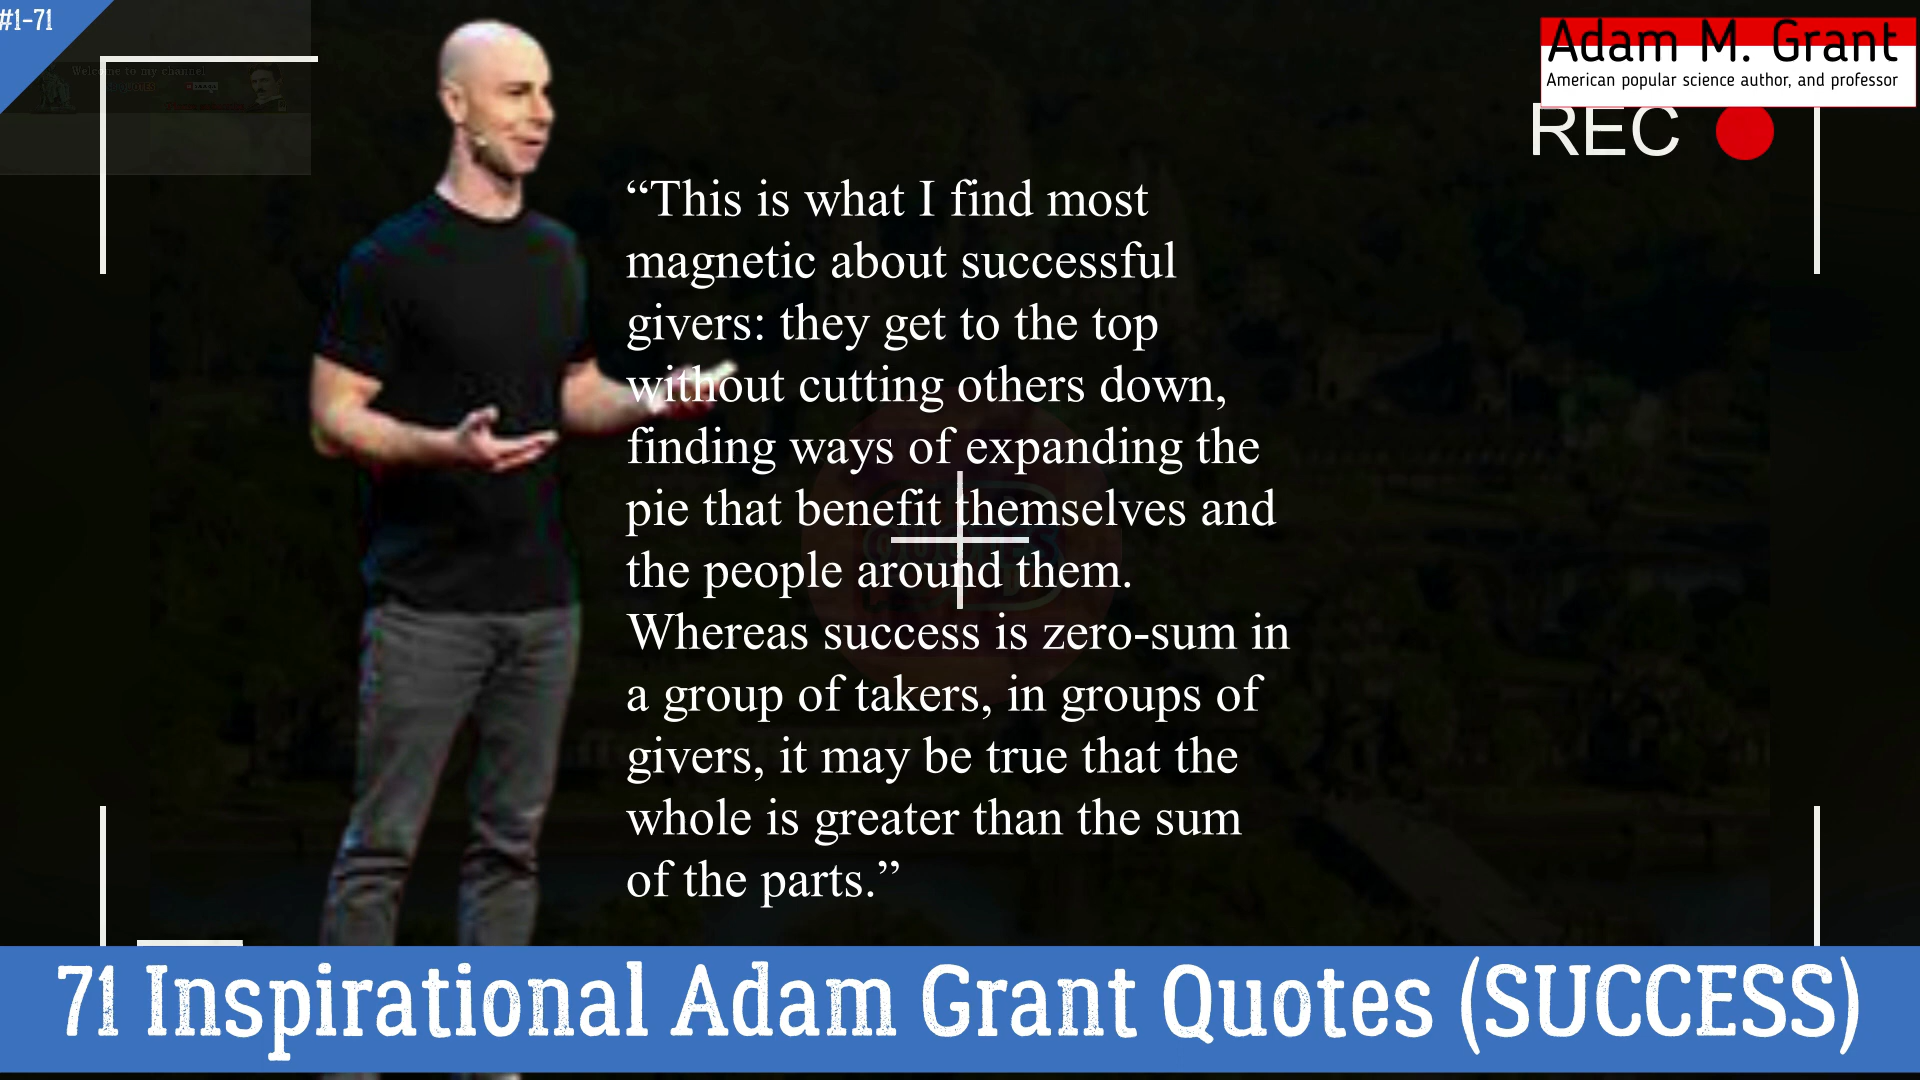 #1-71
Welcome to my channel
Adam M. Grant
American popular science author, and professor
REC
“This is what I find most
magnetic about successful
givers: they get to the top
without cutting others down,
finding ways of expanding the
pie that benefit themselves and
the people around them.
Whereas success is zero-sum in
a group of takers, in groups of
givers, it may be true that the
whole is greater than the sum
of the parts.”
71 Inspirational Adam Grant Quotes (SUCCESS)